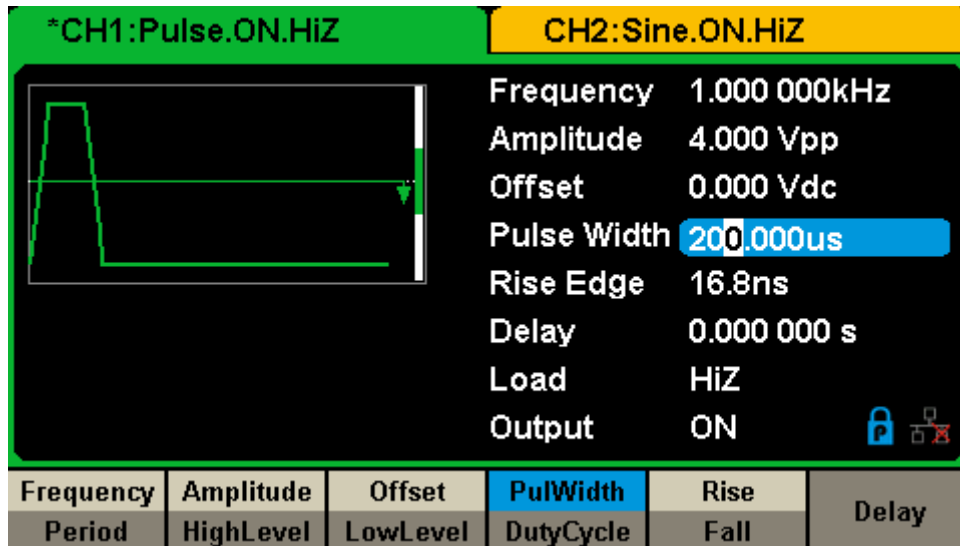 *CH1:Pulse.ON.HiZ
CH2:Sine.ON.HiZ
Frequency 1.000 000kHz
Amplitude 4.000 Vpp
Offset 0.000 Vdc
Pulse Width 200.000us
Rise Edge 16.8ns
Delay 0.000 000 s
Load HiZ
Output ON
P
Frequency Amplitude Offset PulWidth Rise Delay
Period HighLevel LowLevel DutyCycle Fall